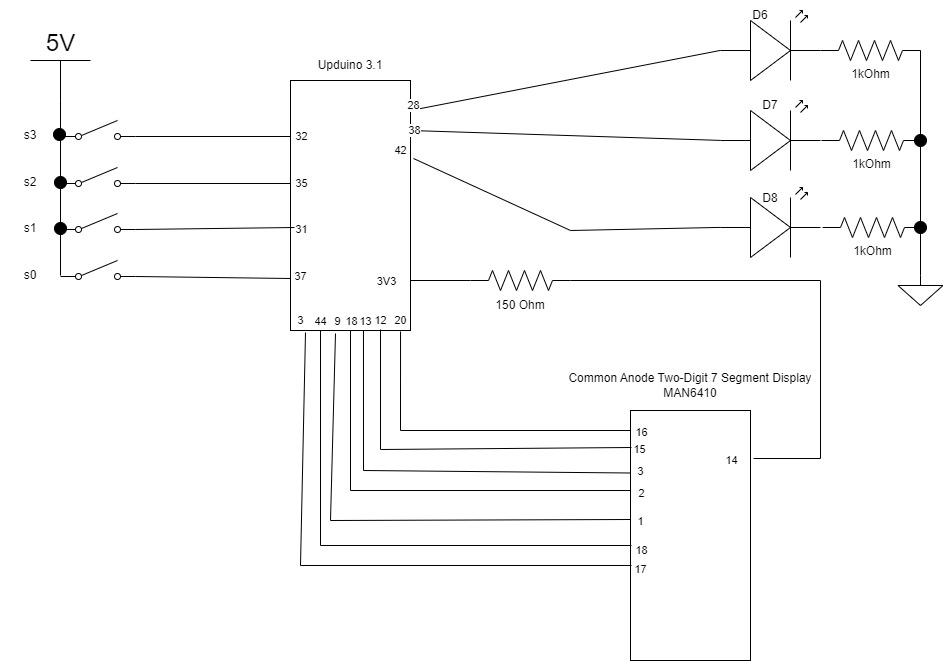 5V
s3
s2
s1
s0
Upduino 3.1
32
35
31
37
28
38
42
3V3
3 44 9 18 13 12 20
D6
1kOhm
D7
1kOhm
D8
1kOhm
150 Ohm
Common Anode Two-Digit 7 Segment Display
MAN6410
16
15
3
2
1
18
17
14